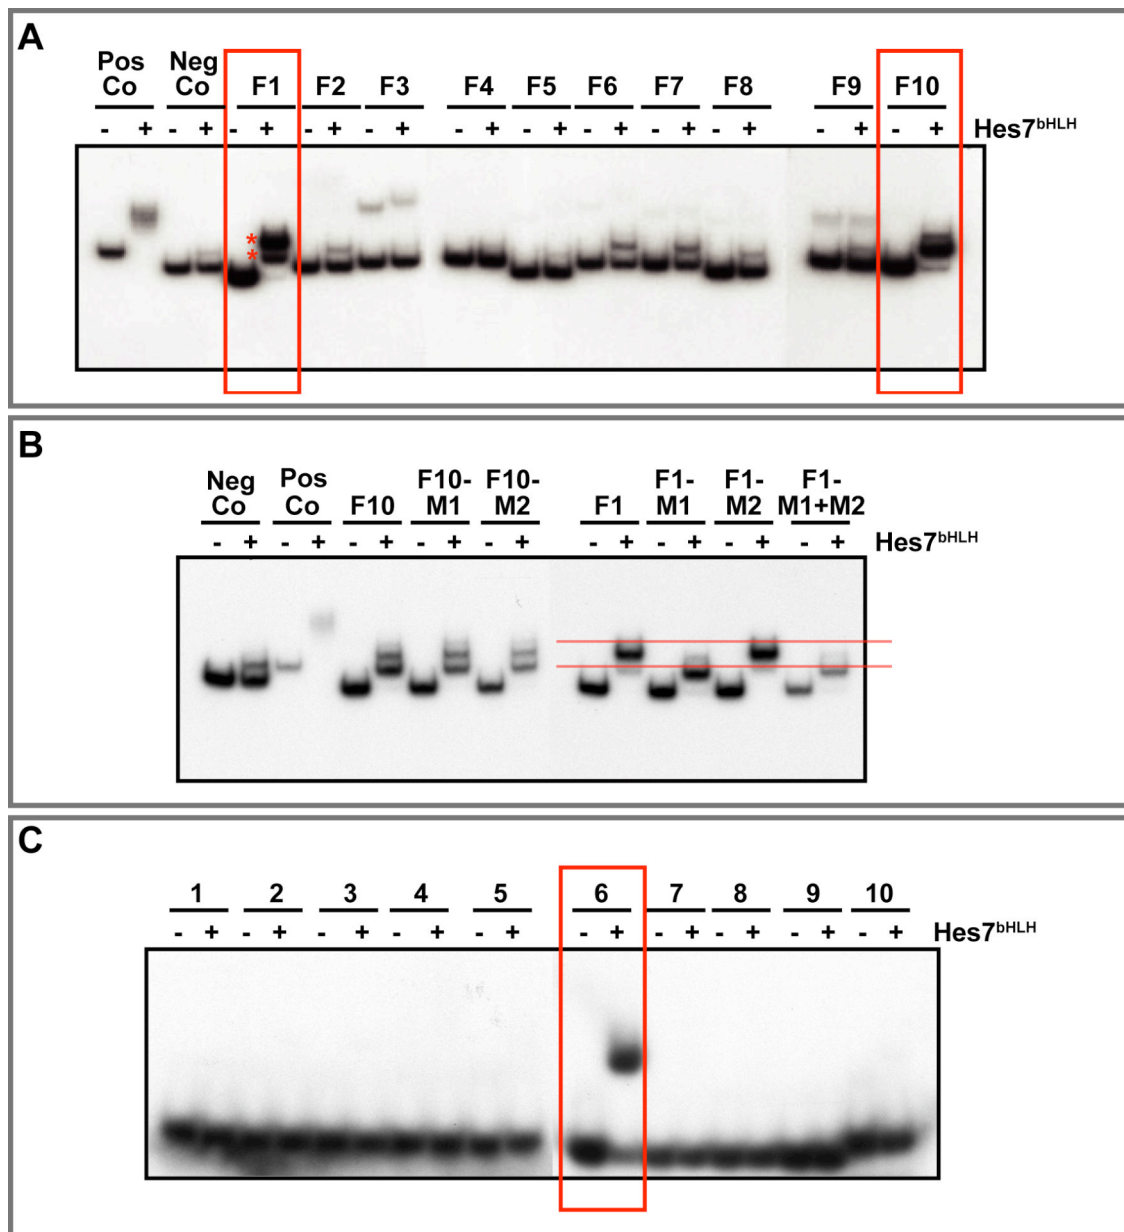 A
Pos Neg
Co Co F1 F2 F3 F4 F5 F6 F7 F8 F9 F10
- + - + - + - + - + - + - + - + - + - + - + - + Hes7bHLH
*
*
B
Neg Pos F10- F10- F1- F1- F1-
Co Co F10 M1 M2 F1 M1 M2 M1+M2
- + - + - + - + - + - + - + - + - + Hes7bHLH
C
1 2 3 4 5 6 7 8 9 10
- + - + - + - + - + - + - + - + - + - + Hes7bHLH